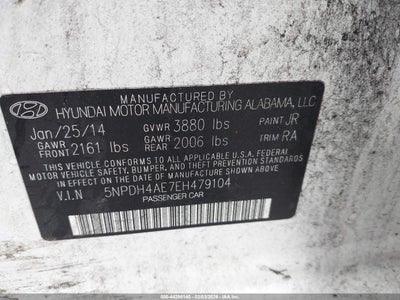 MANUFACTURED BY
HYUNDAI MOTOR MANUFACTURING ALABAMA, LLC
Jan/25/14 GVWR 3880 lbs PAINT JR
GAWR FRONT 2161 lbs GAWR REAR 2006 lbs TRIM RA
THIS VEHICLE CONFORMS TO ALL APPLICABLE U.S.A. FEDERAL
MOTOR VEHICLE SAFETY, BUMPER, AND THEFT PREVENTION
STANDARDS IN EFFECT ON THE DATE OF MANUFACTURE SHOWN ABOVE.
V.I.N 5NPDH4AE7EH479104
PASSENGER CAR